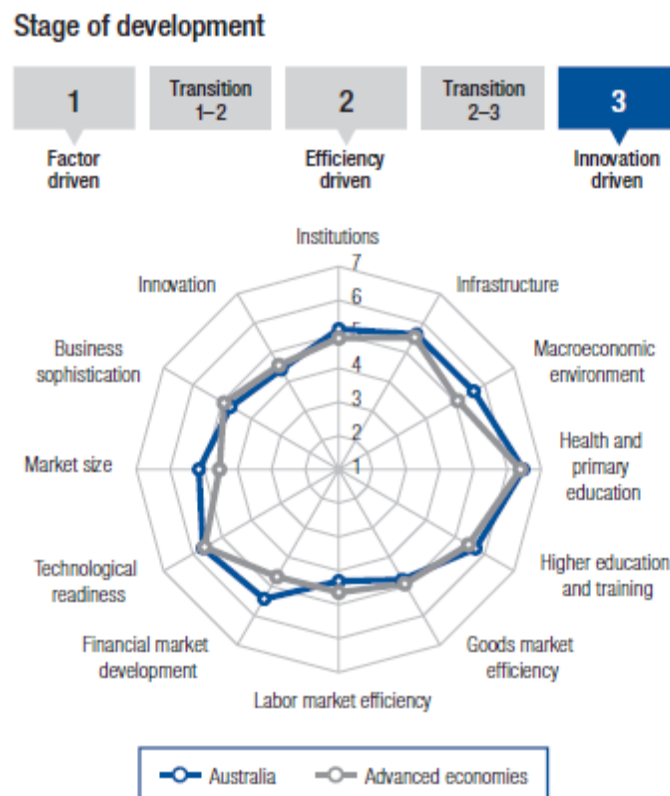 Stage of development
1
Transition
1–2
2
Transition
2–3
3
Factor
driven
Efficiency
driven
Innovation
driven
Institutions
7
Innovation
Infrastructure
6
5
Business
sophistication
Macroeconomic
environment
4
3
2
Market size
1
Health and
primary
education
Technological
readiness
Higher education
and training
Financial market
development
Goods market
efficiency
Labor market efficiency
Australia
Advanced economies